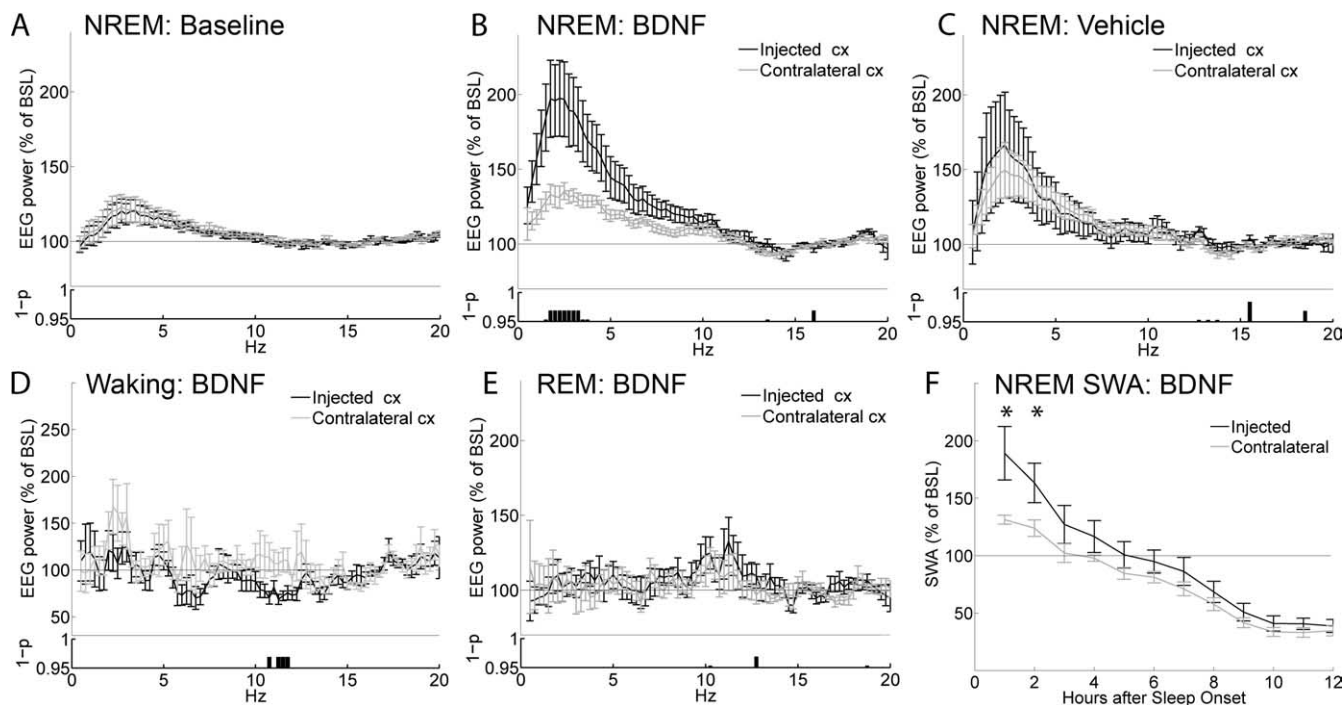 A NREM: Baseline
EEG power (% of BSL)
200
150
100
1-p
1
0.95
0 5 10 15 20
Hz
B NREM: BDNF
Injected cx
Contralateral cx
EEG power (% of BSL)
200
150
100
1-p
1
0.95
0 5 10 15 20
Hz
C NREM: Vehicle
Injected cx
Contralateral cx
EEG power (% of BSL)
200
150
100
1-p
1
0.95
0 5 10 15 20
Hz
D Waking: BDNF
Injected cx
Contralateral cx
EEG power (% of BSL)
250
200
150
100
50
1-p
1
0.95
0 5 10 15 20
Hz
E REM: BDNF
Injected cx
Contralateral cx
EEG power (% of BSL)
200
150
100
1-p
1
0.95
0 5 10 15 20
Hz
F NREM SWA: BDNF
* *
Injected
Contralateral
SWA (% of BSL)
200
150
100
50
0 2 4 6 8 10 12
Hours after Sleep Onset